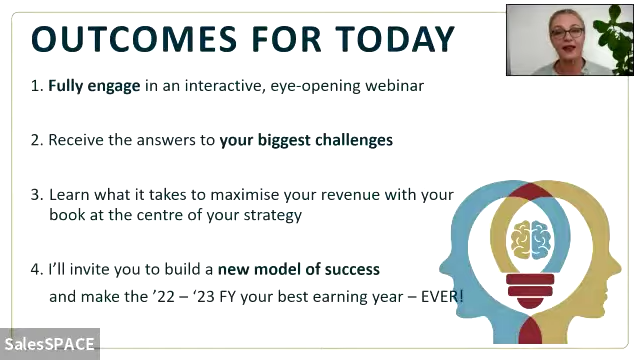 OUTCOMES FOR TODAY
1. Fully engage in an interactive, eye-opening webinar
2. Receive the answers to your biggest challenges
3. Learn what it takes to maximise your revenue with your
book at the centre of your strategy
4. I’ll invite you to build a new model of success
and make the ’22 – ‘23 FY your best earning year – EVER!
SalesSPACE